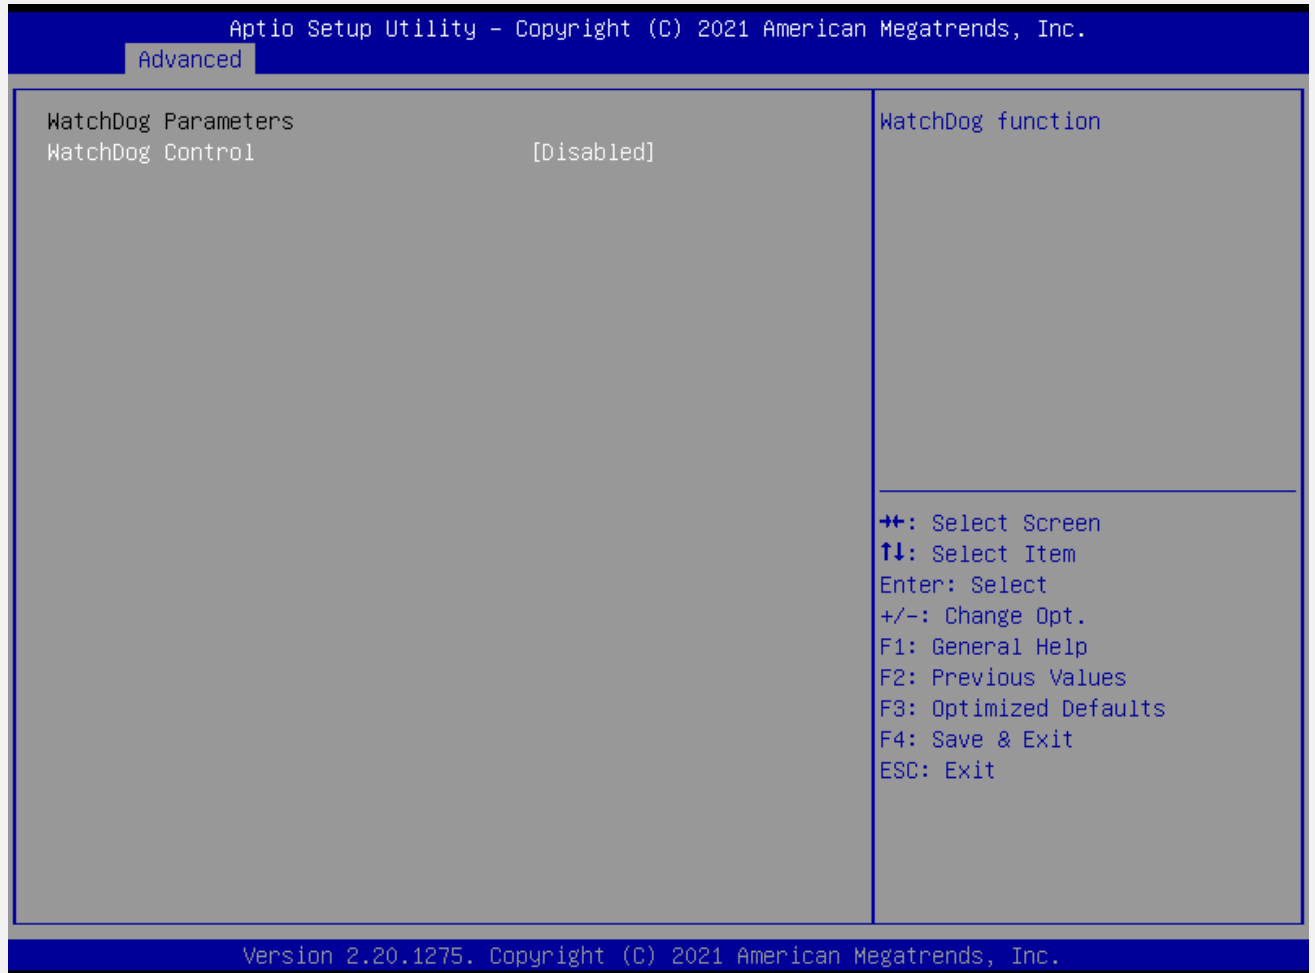 Aptio Setup Utility – Copyright (C) 2021 American Megatrends, Inc.
Advanced
WatchDog Parameters
WatchDog Control [Disabled]
WatchDog function
→←: Select Screen
↑↓: Select Item
Enter: Select
+/-: Change Opt.
F1: General Help
F2: Previous Values
F3: Optimized Defaults
F4: Save & Exit
ESC: Exit
Version 2.20.1275. Copyright (C) 2021 American Megatrends, Inc.